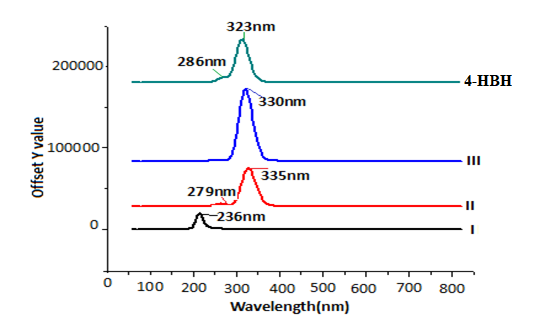 323nm
286nm
200000
4-HBH
330nm
100000
III
335nm
279nm
II
236nm
0
I
Offset Y value
0 100 200 300 400 500 600 700 800
Wavelength(nm)